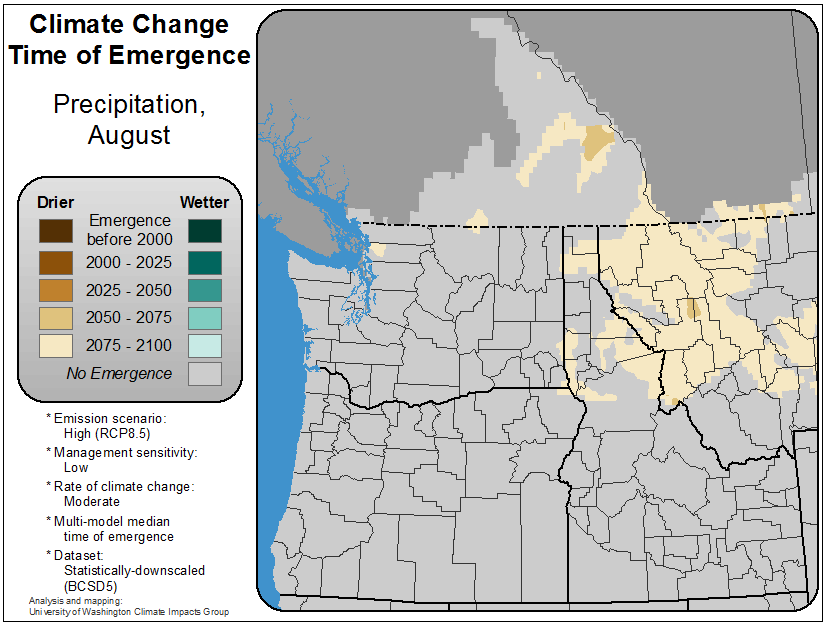 Climate Change
Time of Emergence
Precipitation,
August
Drier Wetter
Emergence
before 2000
2000 - 2025
2025 - 2050
2050 - 2075
2075 - 2100
No Emergence
* Emission scenario:
High (RCP8.5)
* Management sensitivity:
Low
* Rate of climate change:
Moderate
* Multi-model median
time of emergence
* Dataset:
Statistically-downscaled
(BCSD5)
Analysis and mapping:
University of Washington Climate Impacts Group